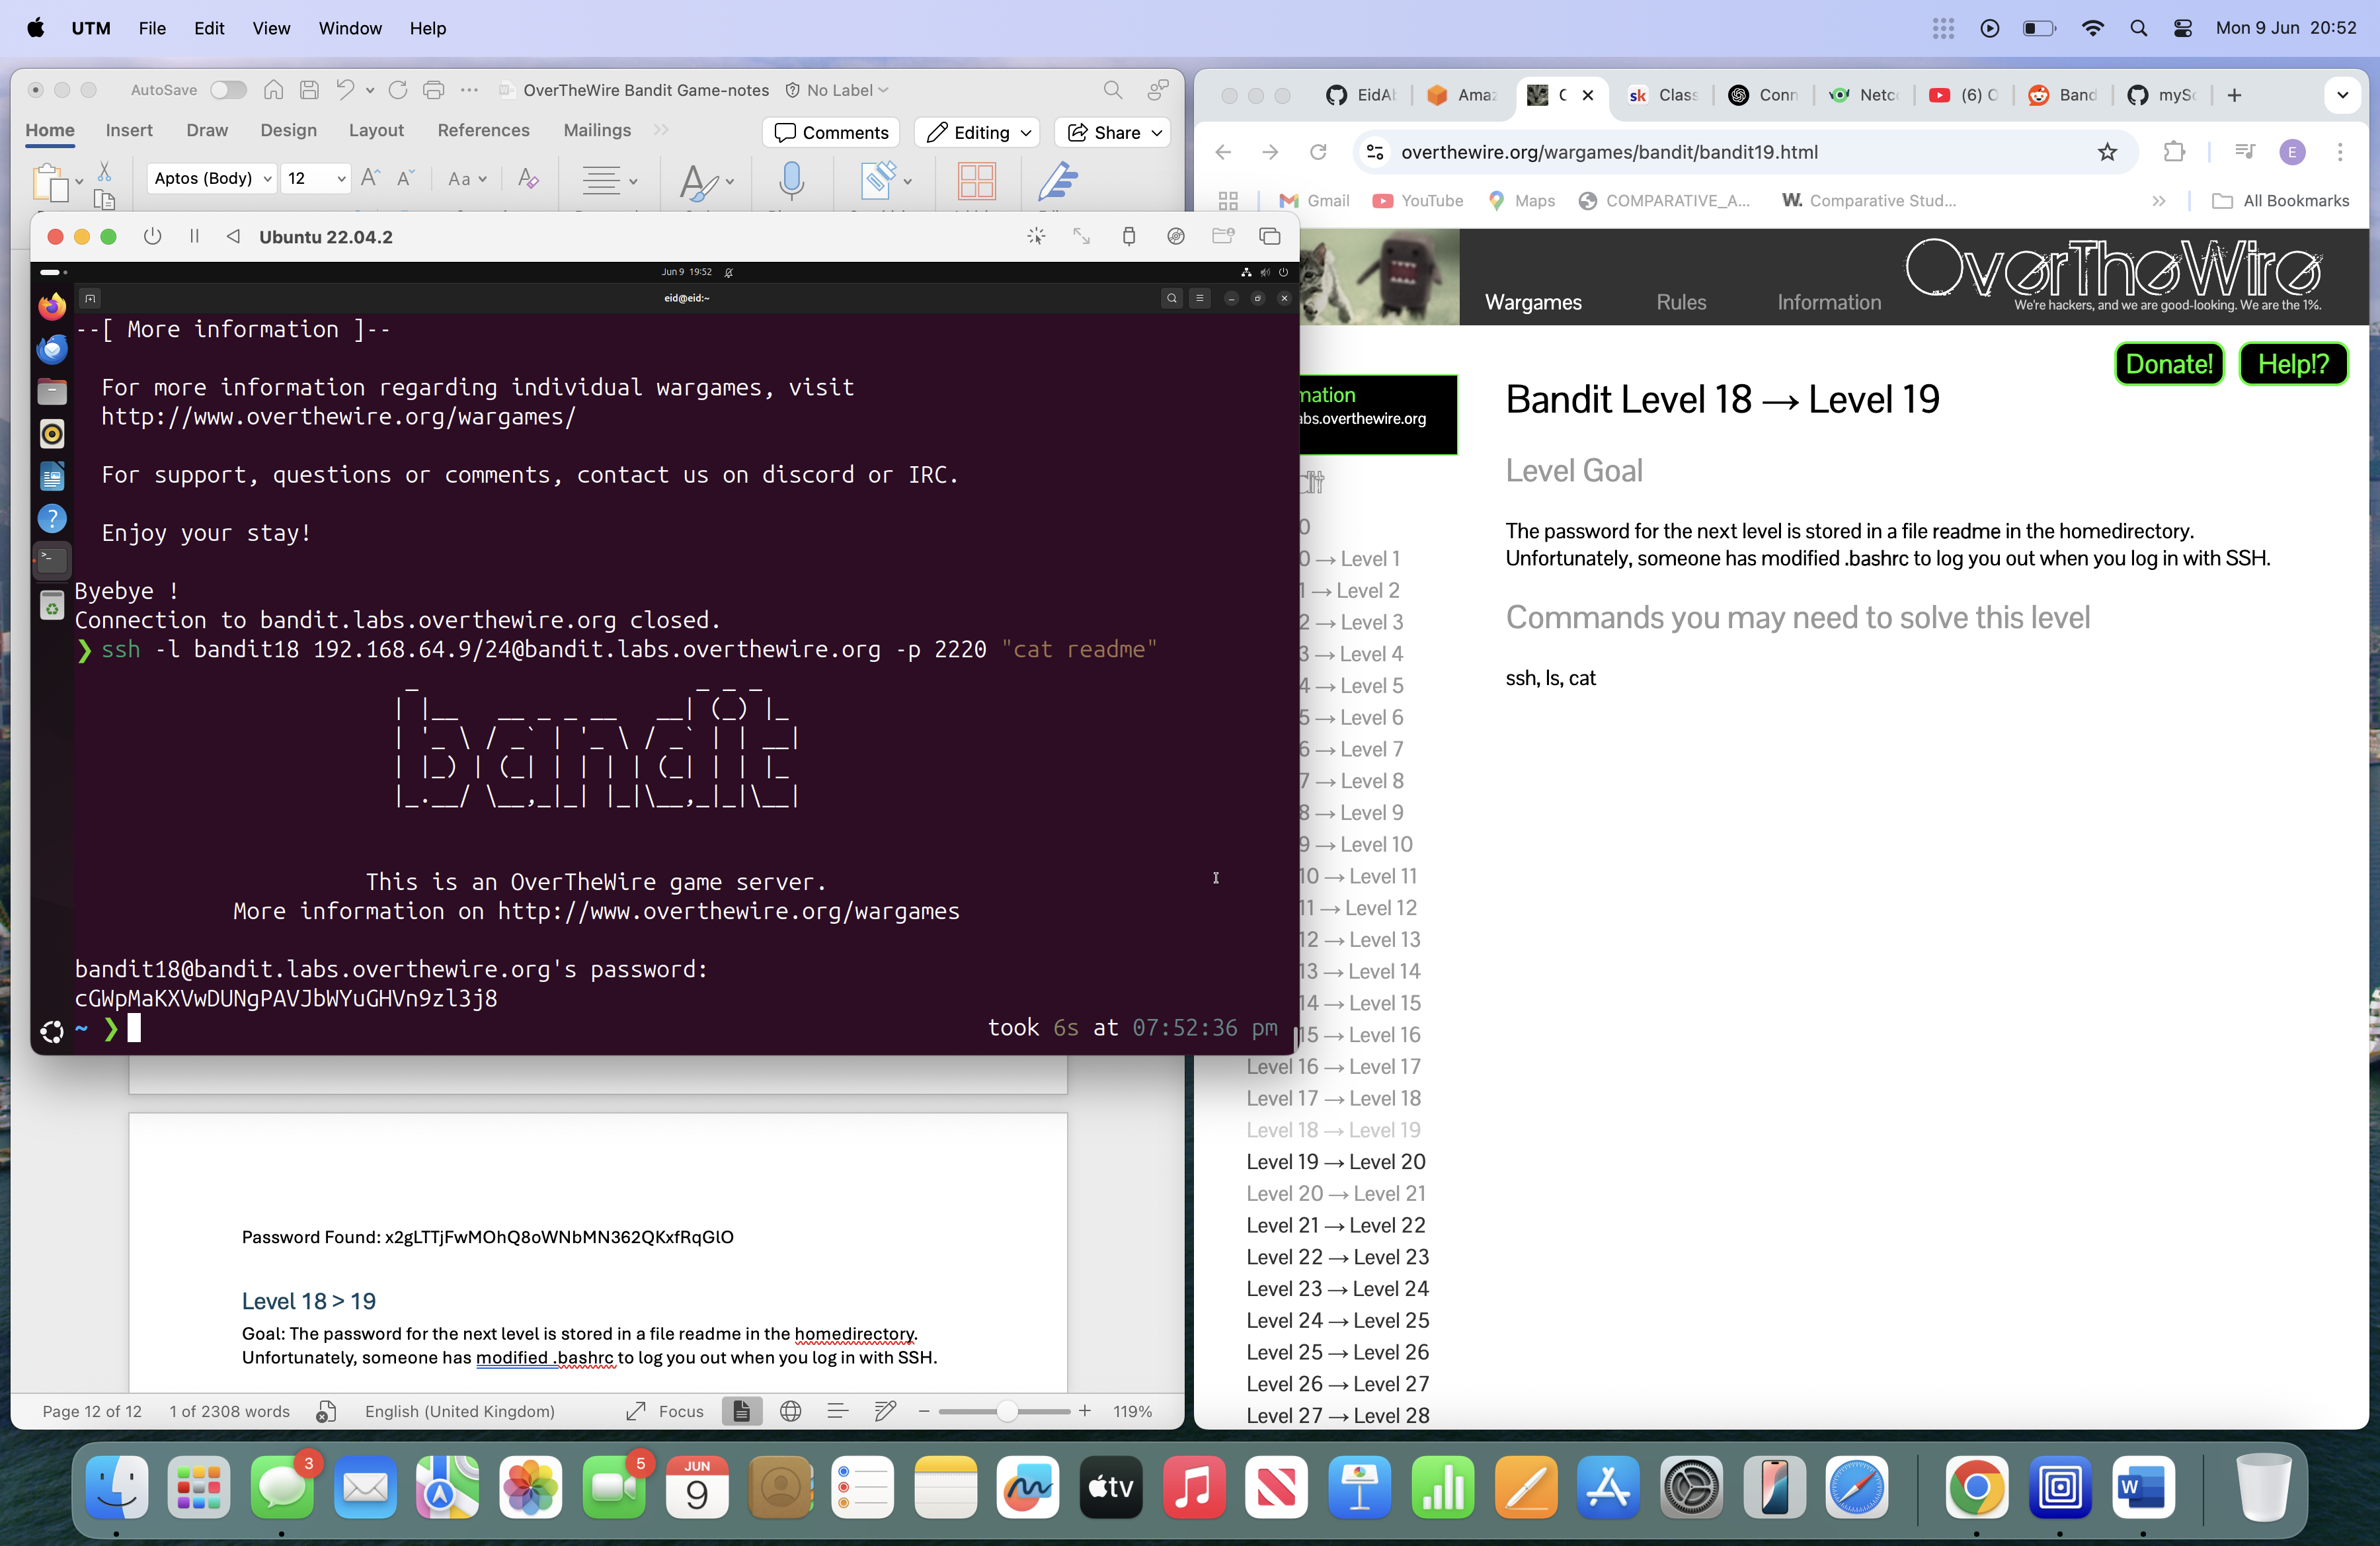 UTM File Edit View Window Help Mon 9 Jun 20:52
AutoSave OverTheWire Bandit Game-notes No Label
Home Insert Draw Design Layout References Mailings Comments Editing Share
Aptos (Body) 12 Aa
Ubuntu 22.04.2
Jun 9 19:52
eid@eid:~
--[ More information ]--
For more information regarding individual wargames, visit
http://www.overthewire.org/wargames/
For support, questions or comments, contact us on discord or IRC.
Enjoy your stay!
Byebye !
Connection to bandit.labs.overthewire.org closed.
❯ ssh -l bandit18 192.168.64.9/24@bandit.labs.overthewire.org -p 2220 "cat readme"
bandit
This is an OverTheWire game server.
More information on http://www.overthewire.org/wargames
bandit18@bandit.labs.overthewire.org's password:
cGWpMaKXVwDUNgPAVJbWYuGHVn9zl3j8
~ ❯ took 6s at 07:52:36 pm
Password Found: x2gLTTjFwMOhQ8oWNbMN362QKxfRqGlO
Level 18 > 19
Goal: The password for the next level is stored in a file readme in the homedirectory.
Unfortunately, someone has modified .bashrc to log you out when you log in with SSH.
Page 12 of 12 1 of 2308 words English (United Kingdom) Focus 119%
EidAb Amaz C sk Class Conn Netc (6) O Band mySc
overthewire.org/wargames/bandit/bandit19.html E
Gmail YouTube Maps COMPARATIVE_A... W. Comparative Stud... All Bookmarks
OverTheWire
We're hackers, and we are good-looking. We are the 1%.
Wargames Rules Information
Donate! Help!?
mation
abs.overthewire.org
Bandit Level 18 → Level 19
Level Goal
The password for the next level is stored in a file readme in the homedirectory.
Unfortunately, someone has modified .bashrc to log you out when you log in with SSH.
Commands you may need to solve this level
ssh, ls, cat
dit
0
0 → Level 1
1 → Level 2
2 → Level 3
3 → Level 4
4 → Level 5
5 → Level 6
6 → Level 7
7 → Level 8
8 → Level 9
9 → Level 10
10 → Level 11
11 → Level 12
12 → Level 13
13 → Level 14
14 → Level 15
15 → Level 16
Level 16 → Level 17
Level 17 → Level 18
Level 18 → Level 19
Level 19 → Level 20
Level 20 → Level 21
Level 21 → Level 22
Level 22 → Level 23
Level 23 → Level 24
Level 24 → Level 25
Level 25 → Level 26
Level 26 → Level 27
Level 27 → Level 28
3 5 JUN 9 tv W